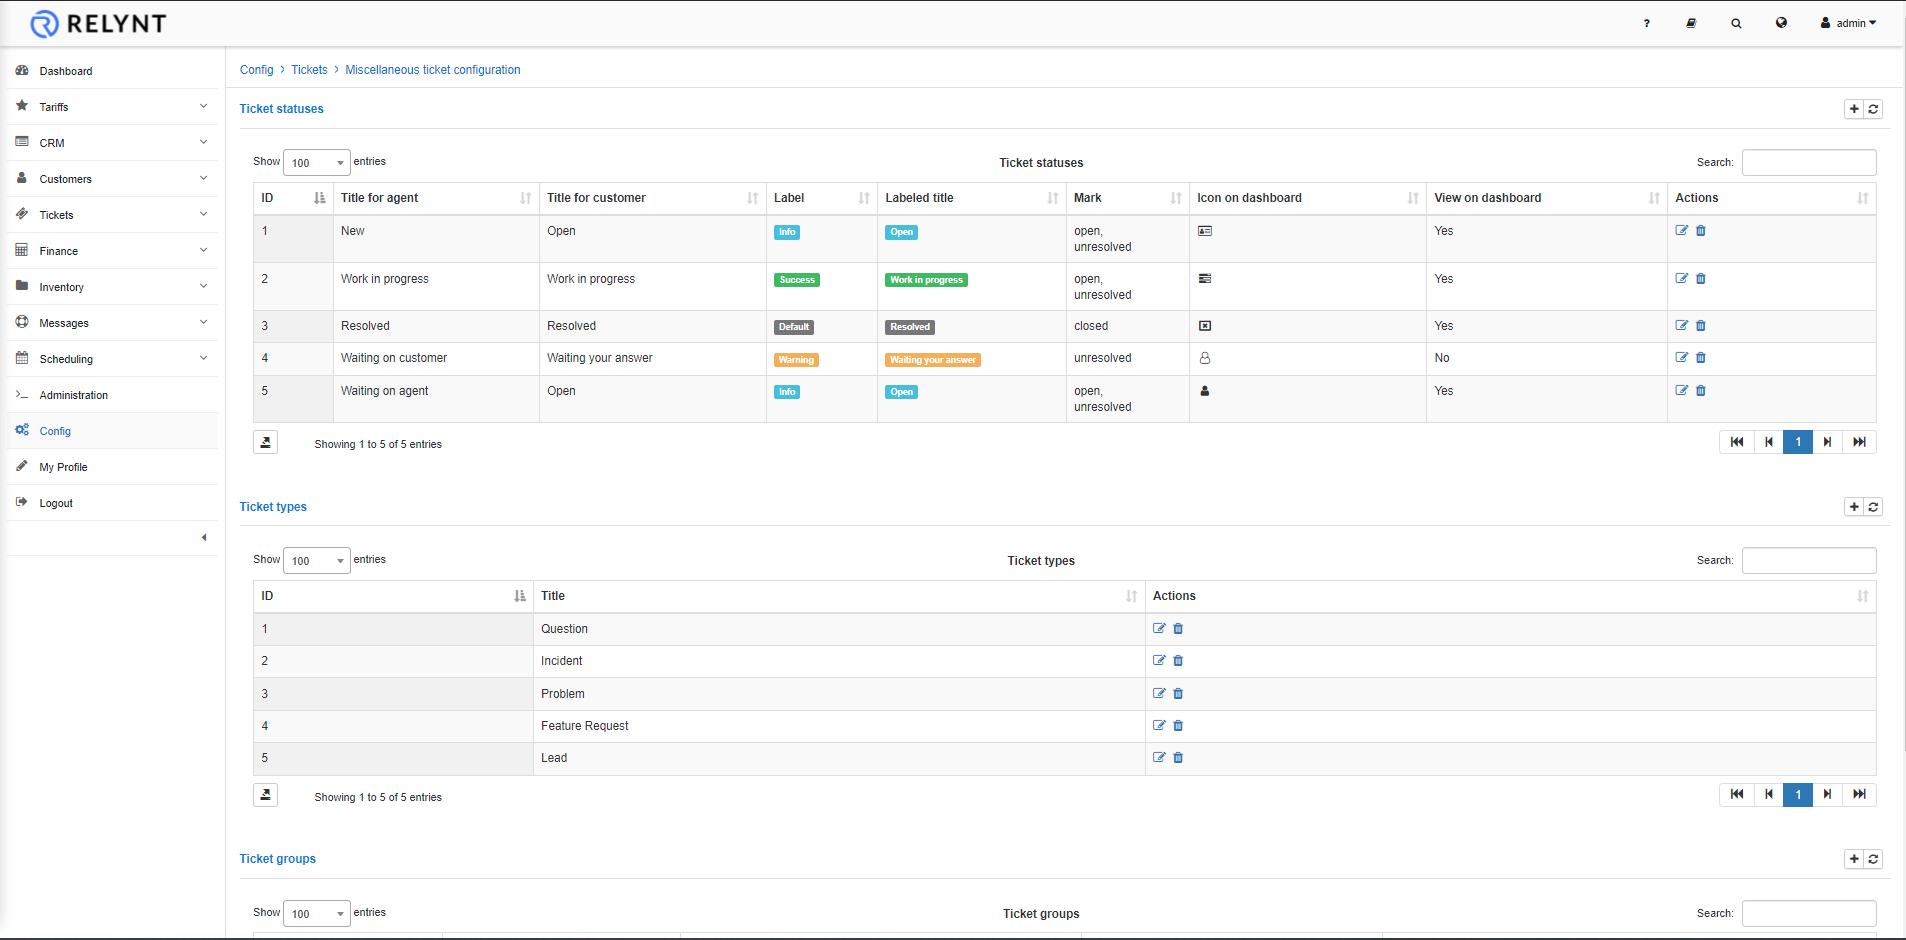 RELYNT
? admin
Dashboard
Tariffs
CRM
Customers
Tickets
Finance
Inventory
Messages
Scheduling
Administration
Config
My Profile
Logout
Config > Tickets > Miscellaneous ticket configuration
Ticket statuses
Show 100 entries Ticket statuses Search:
ID Title for agent Title for customer Label Labeled title Mark Icon on dashboard View on dashboard Actions
1 New Open Info Open open, unresolved Yes
2 Work in progress Work in progress Success Work in progress open, unresolved Yes
3 Resolved Resolved Default Resolved closed Yes
4 Waiting on customer Waiting your answer Warning Waiting your answer unresolved No
5 Waiting on agent Open Info Open open, unresolved Yes
Showing 1 to 5 of 5 entries 1
Ticket types
Show 100 entries Ticket types Search:
ID Title Actions
1 Question
2 Incident
3 Problem
4 Feature Request
5 Lead
Showing 1 to 5 of 5 entries 1
Ticket groups
Show 100 entries Ticket groups Search: